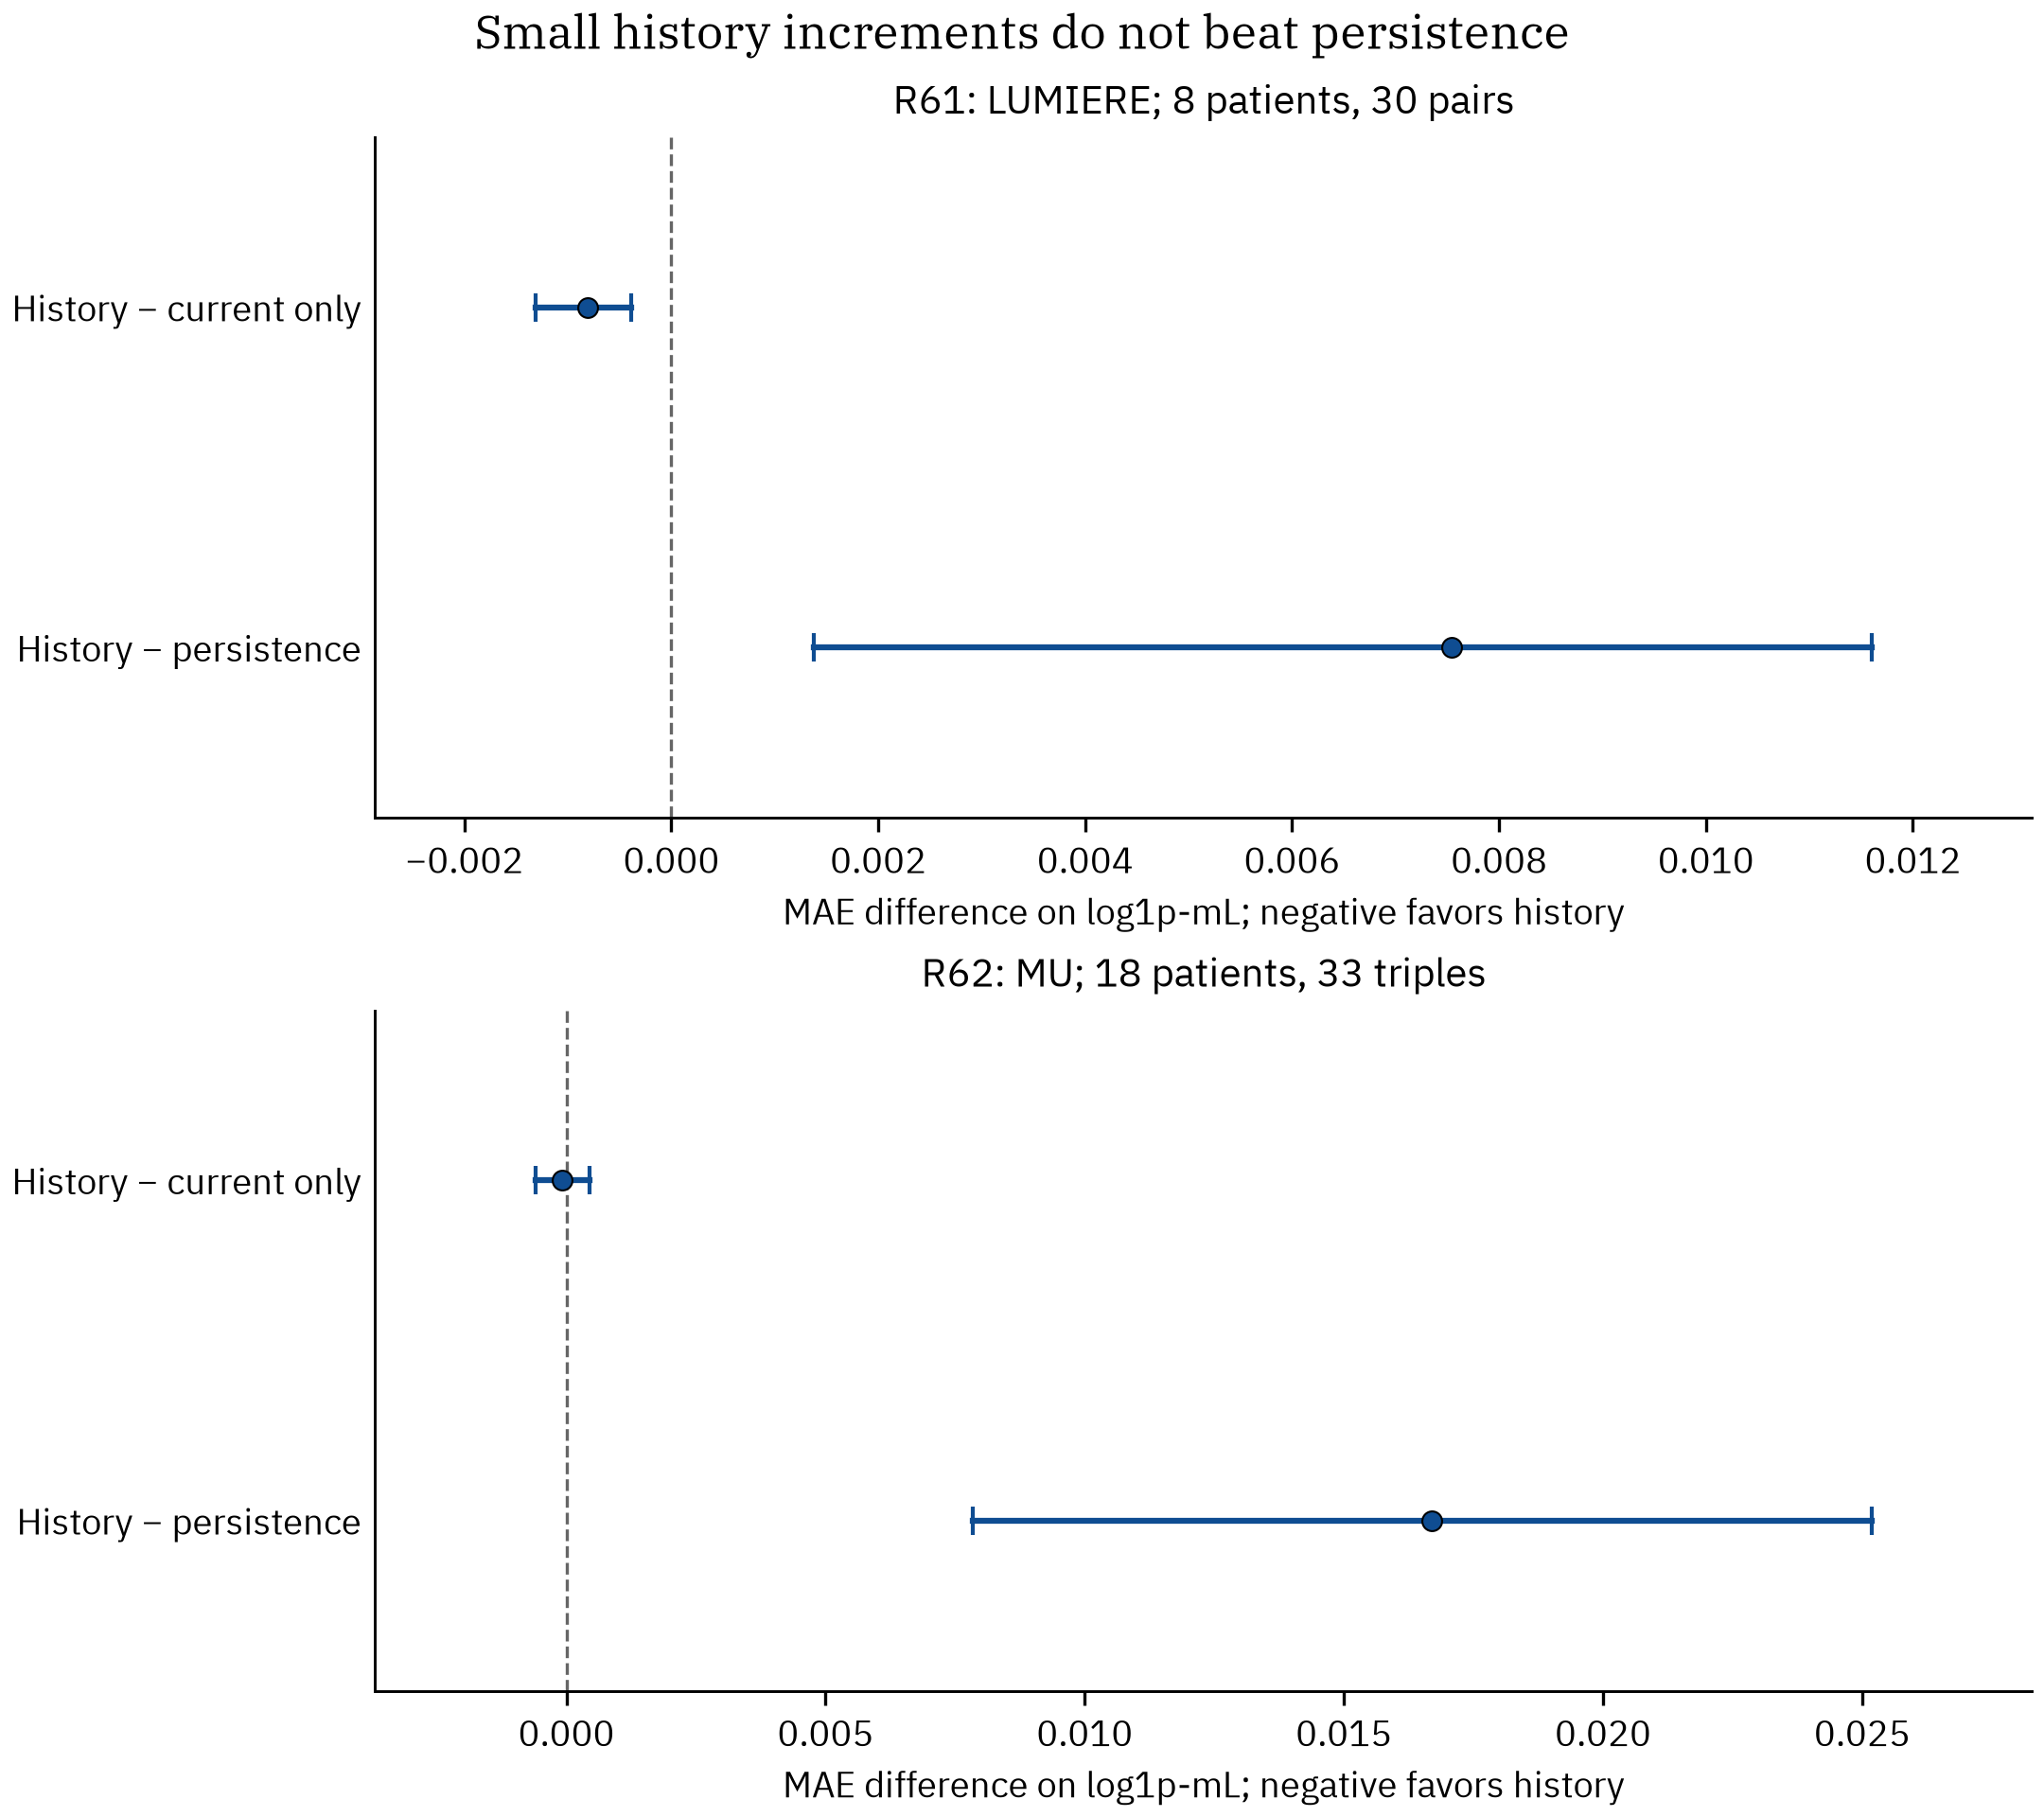 Small history increments do not beat persistence
R61: LUMIERE; 8 patients, 30 pairs
History – current only
History – persistence
−0.002 0.000 0.002 0.004 0.006 0.008 0.010 0.012
MAE difference on log1p-mL; negative favors history
R62: MU; 18 patients, 33 triples
History – current only
History – persistence
0.000 0.005 0.010 0.015 0.020 0.025
MAE difference on log1p-mL; negative favors history